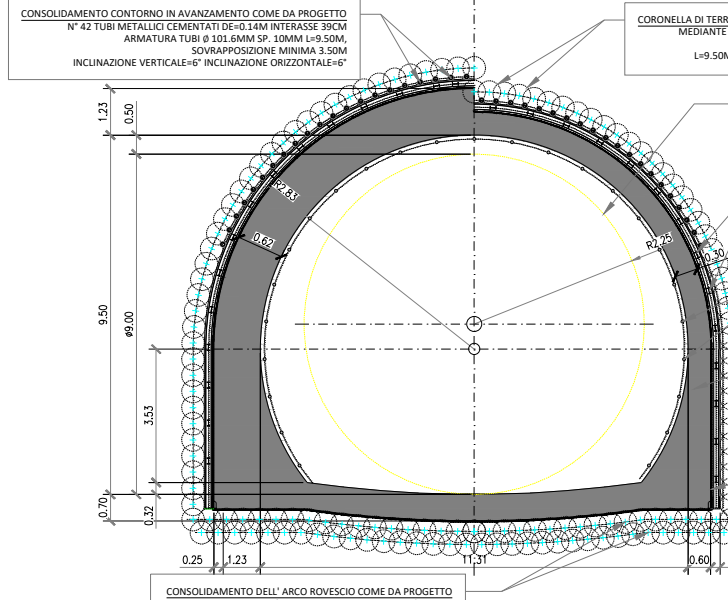 CONSOLIDAMENTO CONTORNO IN AVANZAMENTO COME DA PROGETTO
N° 42 TUBI METALLICI CEMENTATI DE=0.14M INTERASSE 39CM
ARMATURA TUBI Ø 101.6MM SP. 10MM L=9.50M,
SOVRAPPOSIZIONE MINIMA 3.50M
INCLINAZIONE VERTICALE=6° INCLINAZIONE ORIZZONTALE=6°
CORONELLA DI TERR
MEDIANTE
L=9.50M
1.23
0.50
R2.83
0.62
R2.25
0.30
9.50
ø9.00
3.53
0.70
0.32
0.25
1.23
11.31
0.60
CONSOLIDAMENTO DELL' ARCO ROVESCIO COME DA PROGETTO